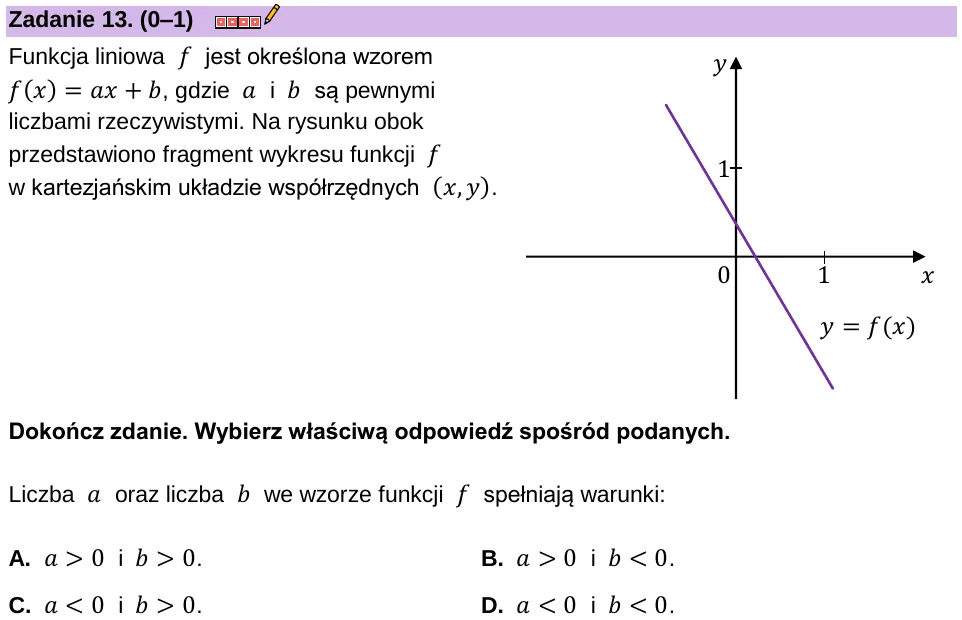 Zadanie 13. (0–1)
Funkcja liniowa f jest określona wzorem
f(x) = ax + b, gdzie a i b są pewnymi
liczbami rzeczywistymi. Na rysunku obok
przedstawiono fragment wykresu funkcji f
w kartezjańskim układzie współrzędnych (x, y).
y
1
0
1
x
y = f(x)
Dokończ zdanie. Wybierz właściwą odpowiedź spośród podanych.
Liczba a oraz liczba b we wzorze funkcji f spełniają warunki:
A. a > 0 i b > 0.
B. a > 0 i b < 0.
C. a < 0 i b > 0.
D. a < 0 i b < 0.